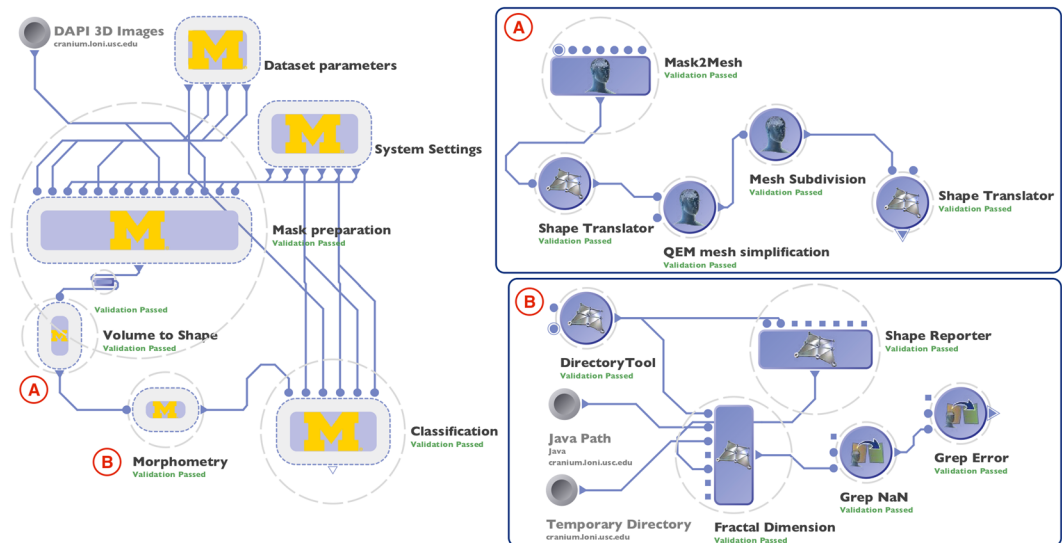 DAPI 3D Images
cranium.loni.usc.edu
M
Dataset parameters
M
System Settings
M
Mask preparation
Validation Passed
Validation Passed
M
Volume to Shape
Validation Passed
A
M
B
Morphometry
Validation Passed
M
Classification
Validation Passed
A
Mask2Mesh
Validation Passed
Shape Translator
Validation Passed
QEM mesh simplification
Validation Passed
Mesh Subdivision
Validation Passed
Shape Translator
Validation Passed
B
DirectoryTool
Validation Passed
Shape Reporter
Validation Passed
Java Path
Java
cranium.loni.usc.edu
Temporary Directory
cranium.loni.usc.edu
Fractal Dimension
Validation Passed
Grep NaN
Validation Passed
Grep Error
Validation Passed